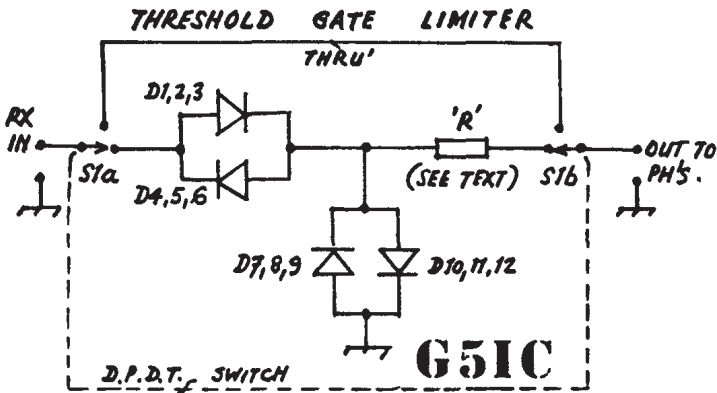 THRESHOLD GATE LIMITER
THRU'
D1,2,3
RX
IN
'R'
OUT TO
PH'S.
S1a
(SEE TEXT)
S1b
D4,5,6
D7,8,9
D10,11,12
G5IC
D.P.D.T. SWITCH